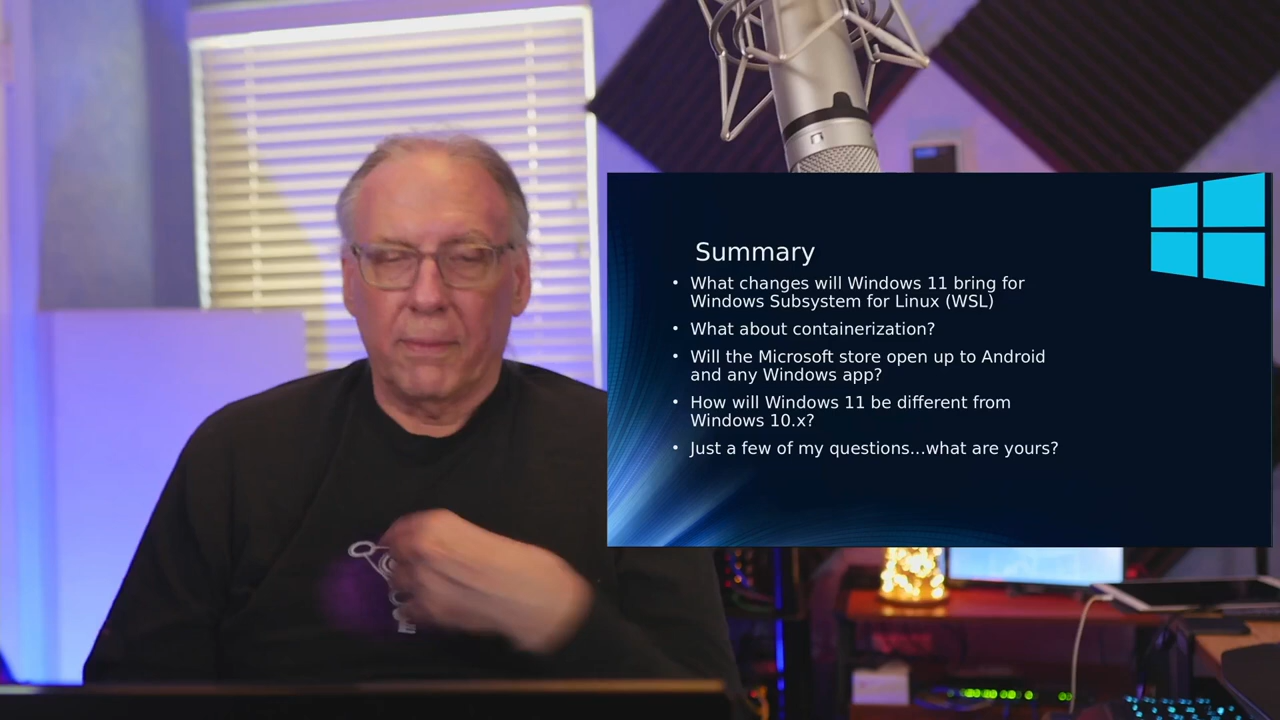 Summary
• What changes will Windows 11 bring for
Windows Subsystem for Linux (WSL)
• What about containerization?
• Will the Microsoft store open up to Android
and any Windows app?
• How will Windows 11 be different from
Windows 10.x?
• Just a few of my questions...what are yours?